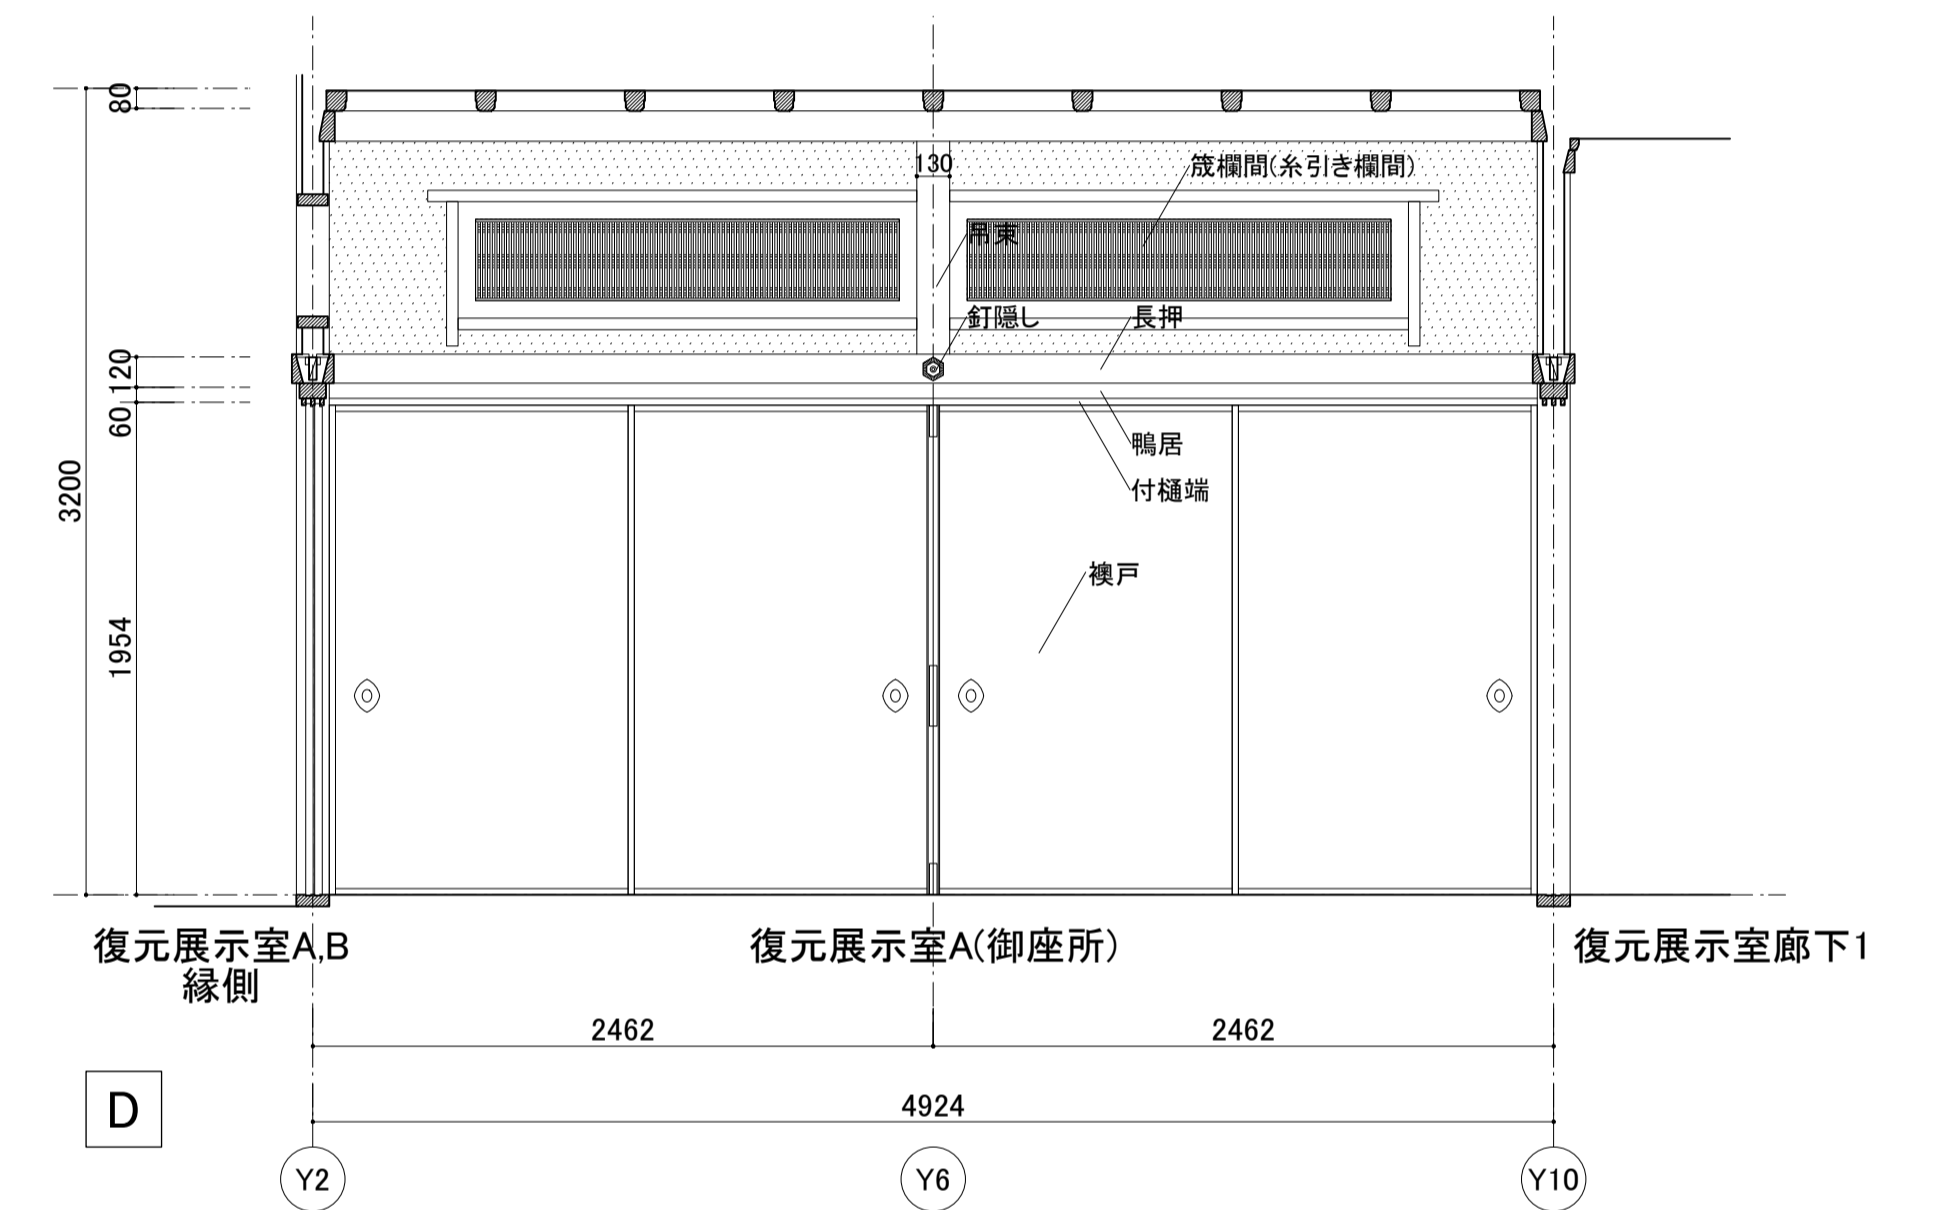 80
130
筬欄間(糸引き欄間)
吊束
釘隠し
長押
120
60
鴨居
付樋端
3200
襖戸
1954
復元展示室A,B
縁側
復元展示室A(御座所)
復元展示室廊下1
2462
2462
4924
D
Y2
Y6
Y10